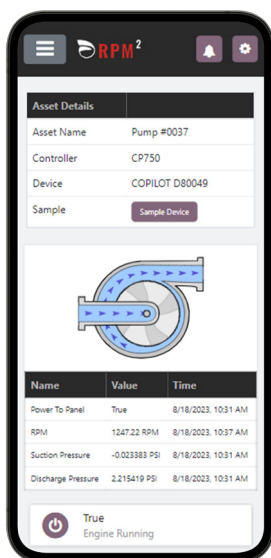 RPM²
Asset Details
Asset Name Pump #0037
Controller CP750
Device COPILOT D80049
Sample Sample Device
Name Value Time
Power To Panel True 8/18/2023, 10:31 AM
RPM 1247.22 RPM 8/18/2023, 10:37 AM
Suction Pressure -0.023383 PSI 8/18/2023, 10:31 AM
Discharge Pressure 2.215419 PSI 8/18/2023, 10:31 AM
True
Engine Running